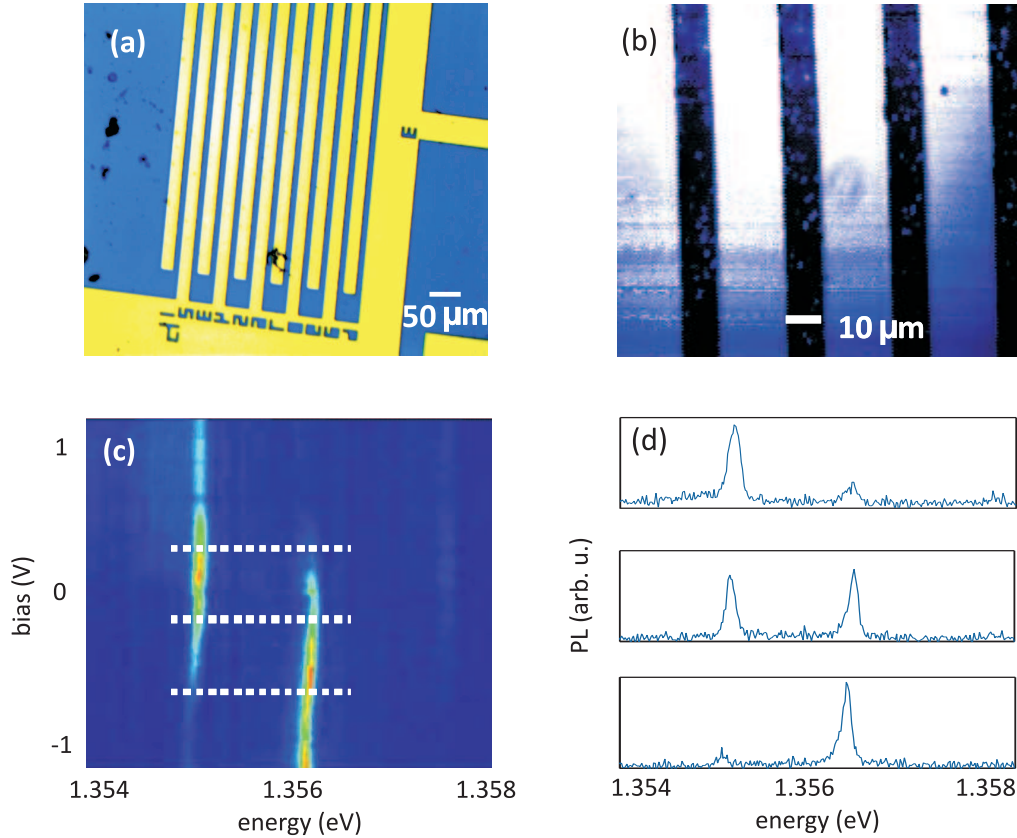 (a)
E
50 µm
(b)
10 µm
(c)
1
0
-1
bias (V)
1.354
1.356
1.358
energy (eV)
(d)
PL (arb. u.)
1.354
1.356
1.358
energy (eV)